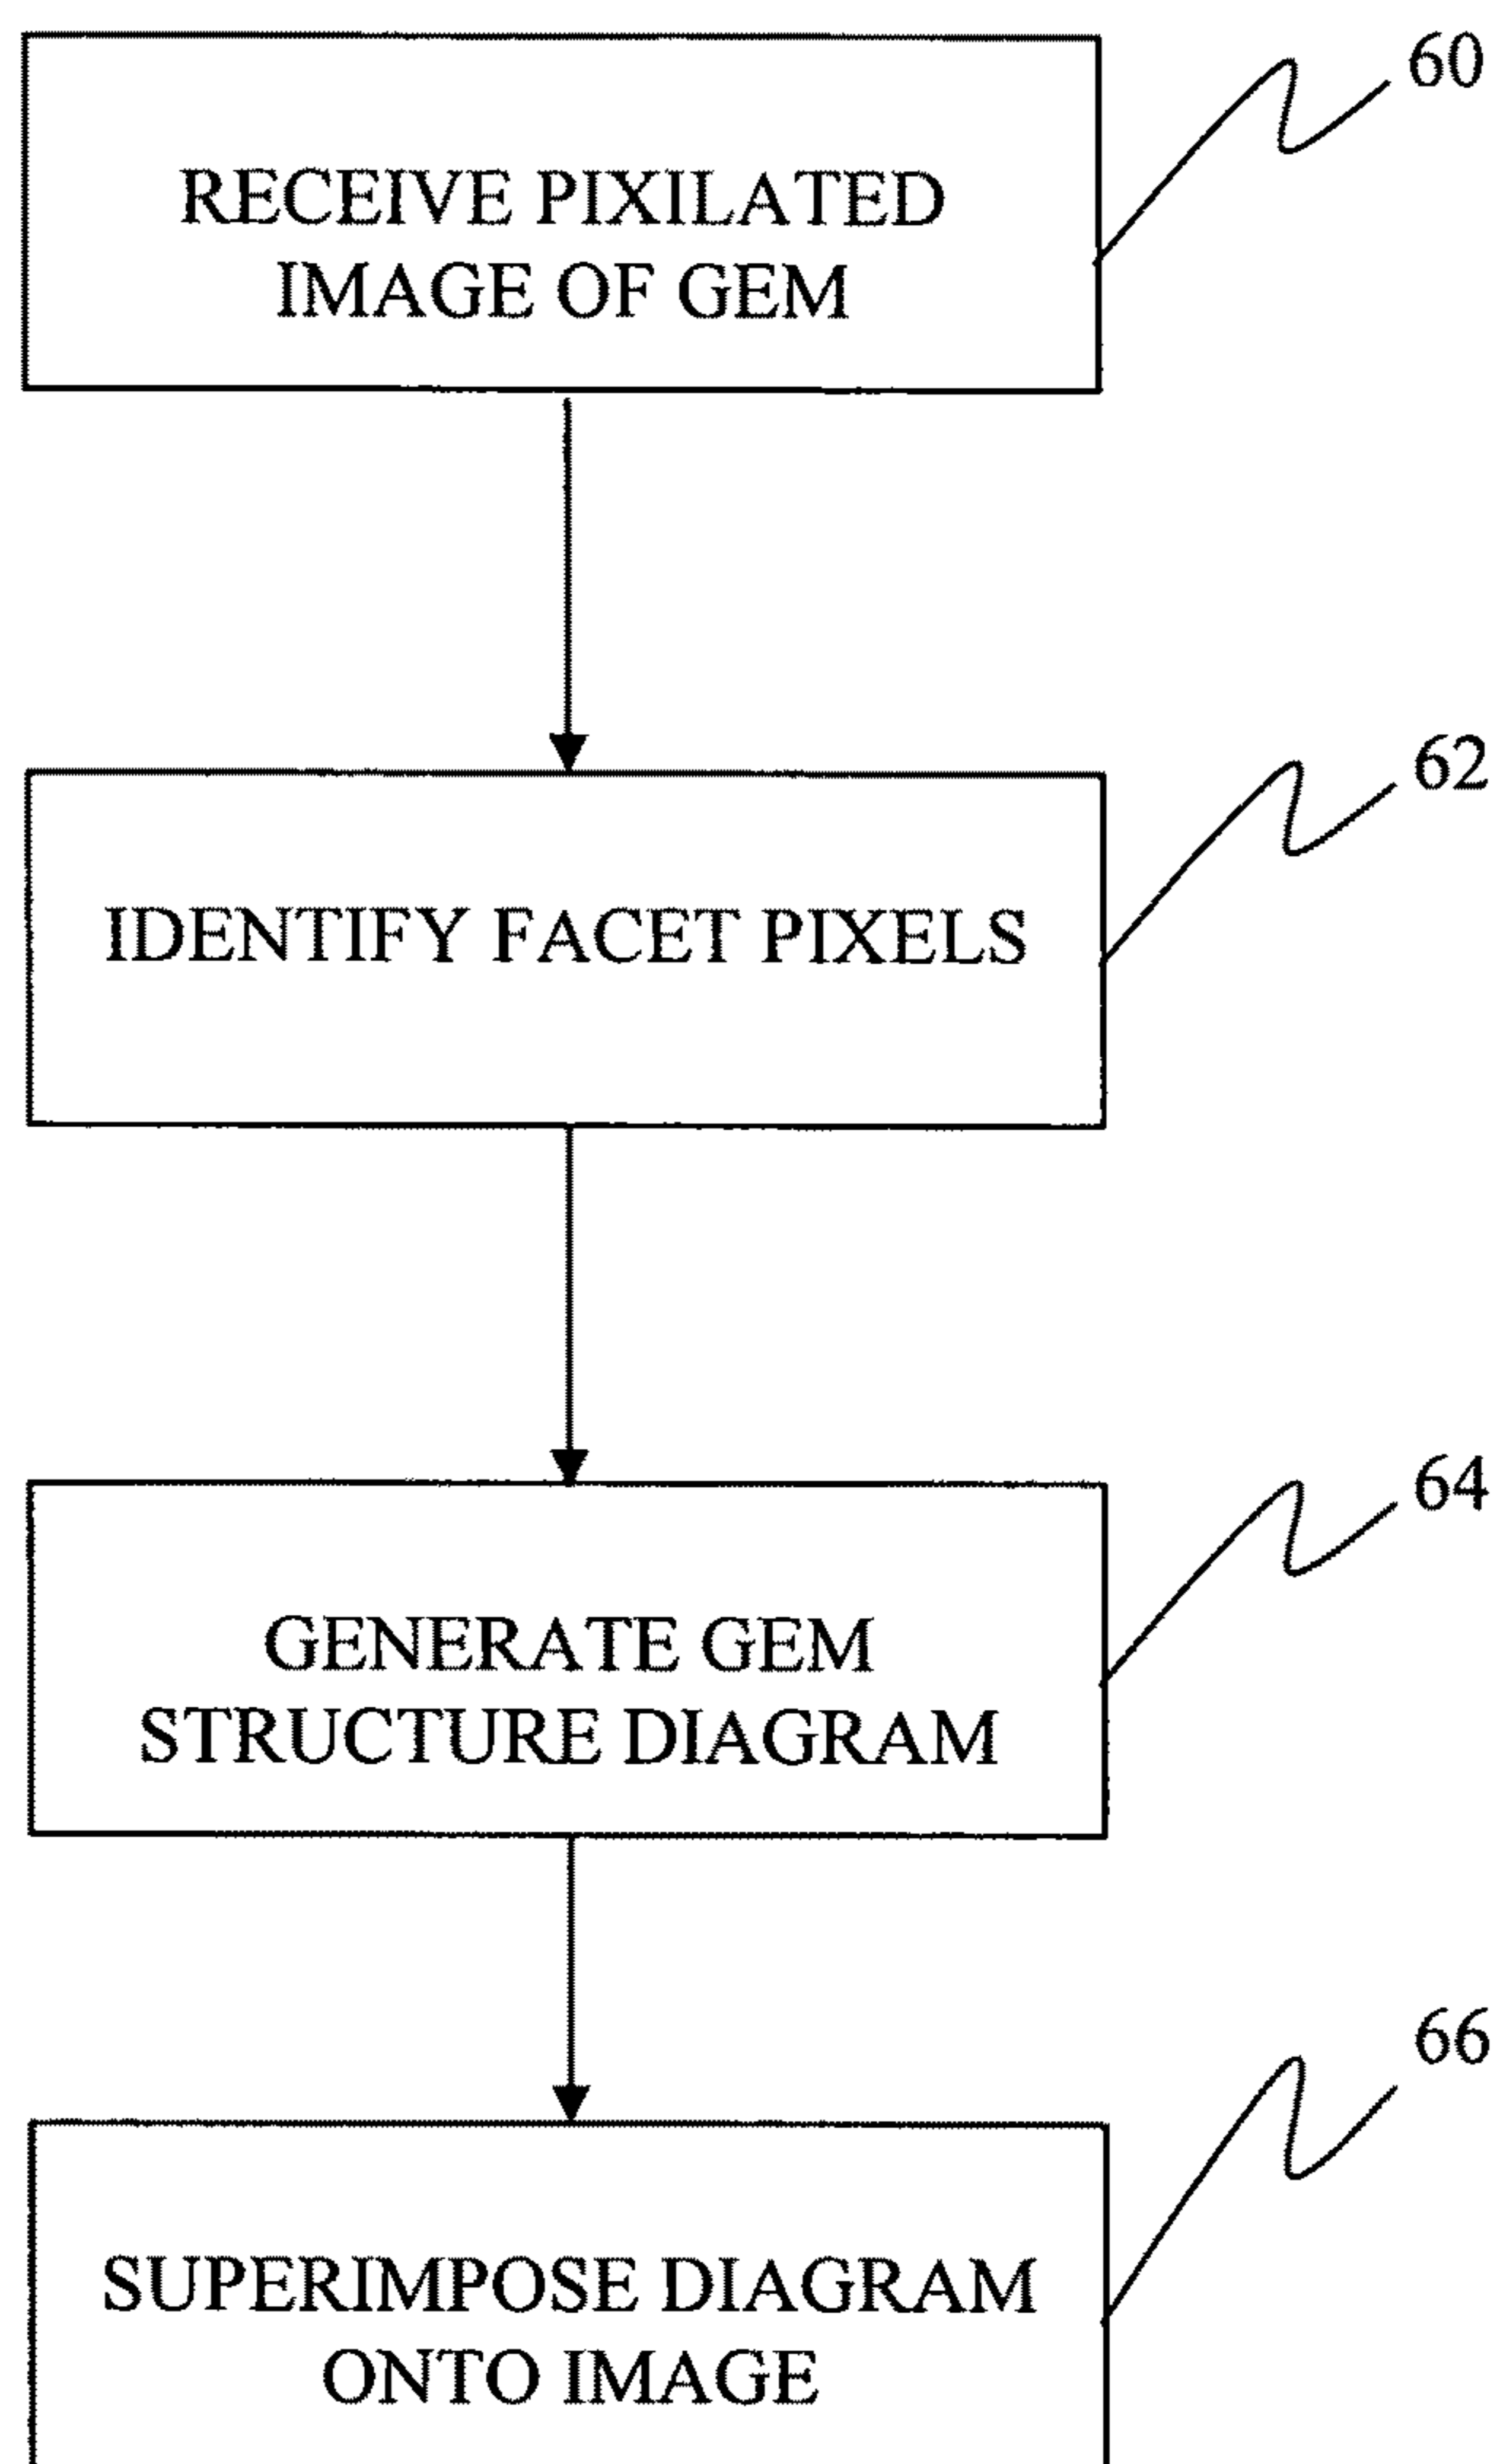 60
RECEIVE PIXILATED
IMAGE OF GEM
62
IDENTIFY FACET PIXELS
64
GENERATE GEM
STRUCTURE DIAGRAM
66
SUPERIMPOSE DIAGRAM
ONTO IMAGE